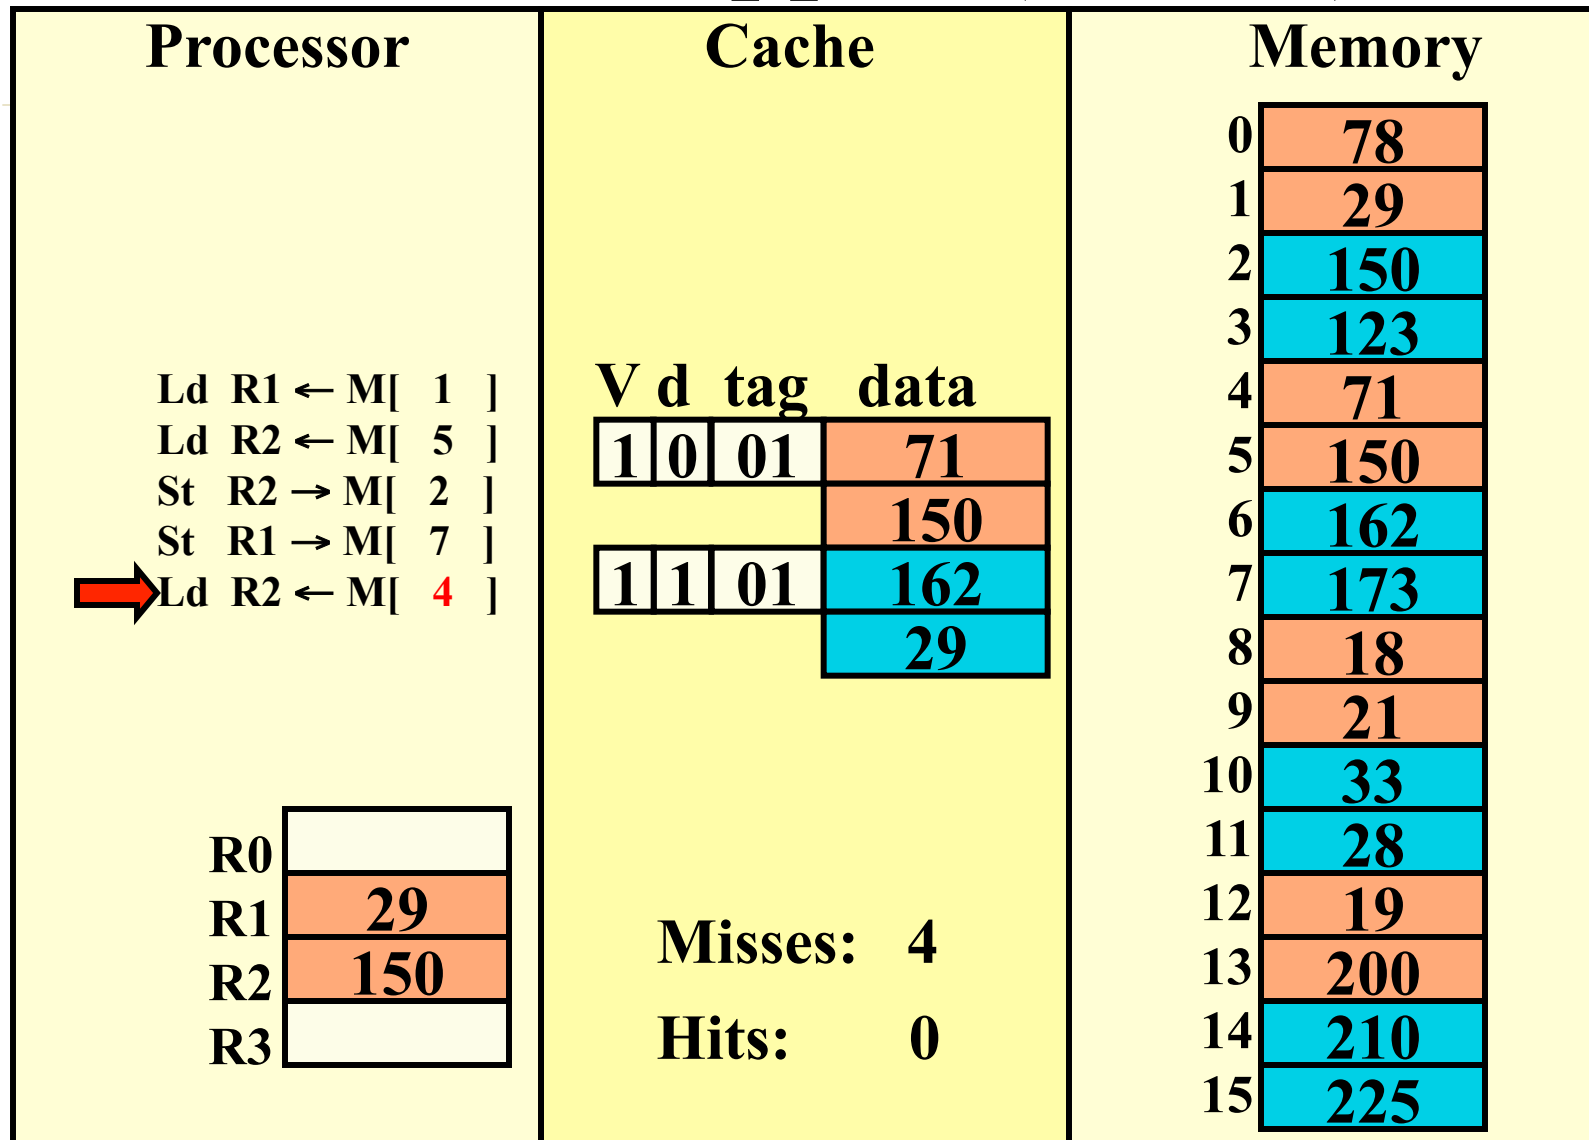 Processor
Ld R1 ← M[ 1 ]
Ld R2 ← M[ 5 ]
St R2 → M[ 2 ]
St R1 → M[ 7 ]
Ld R2 ← M[ 4 ]
R0
R1 29
R2 150
R3
Cache
V d tag data
1 0 01 71
150
1 1 01 162
29
Misses: 4
Hits: 0
Memory
0 78
1 29
2 150
3 123
4 71
5 150
6 162
7 173
8 18
9 21
10 33
11 28
12 19
13 200
14 210
15 225